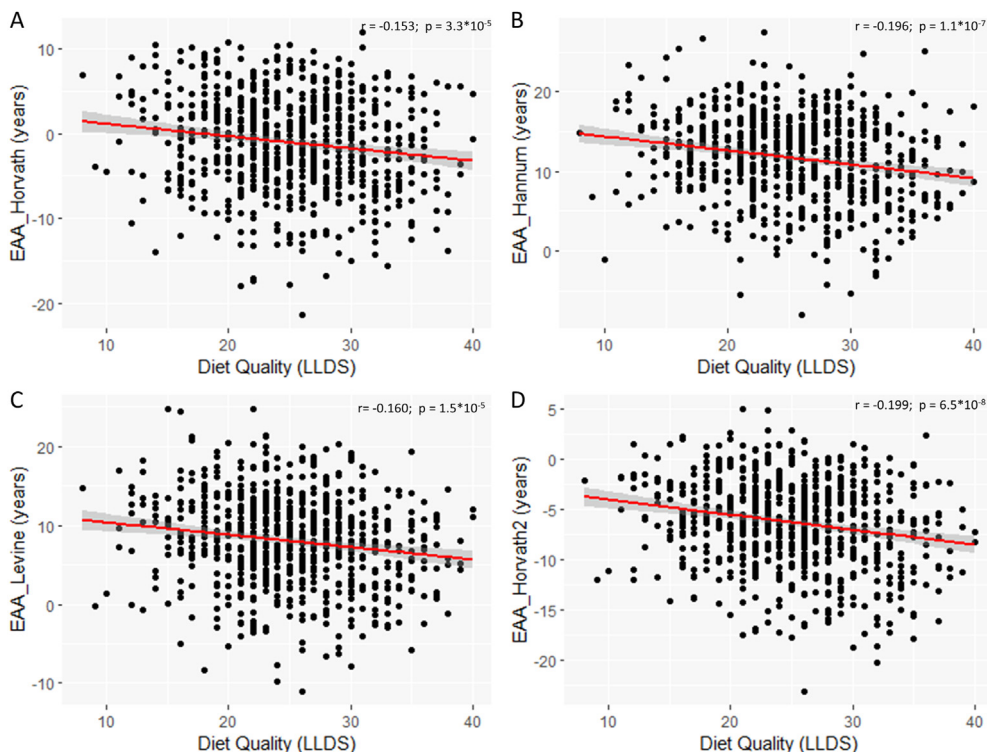 A
r = -0.153; p = 3.3*10⁻⁵
EAA_Horvath (years)
10
0
-10
-20
10 20 30 40
Diet Quality (LLDS)
B
r = -0.196; p = 1.1*10⁻⁷
EAA_Hannum (years)
20
10
0
10 20 30 40
Diet Quality (LLDS)
C
r= -0.160; p = 1.5*10⁻⁵
EAA_Levine (years)
20
10
0
-10
10 20 30 40
Diet Quality (LLDS)
D
r = -0.199; p = 6.5*10⁻⁸
EAA_Horvath2 (years)
5
0
-5
-10
-15
-20
10 20 30 40
Diet Quality (LLDS)